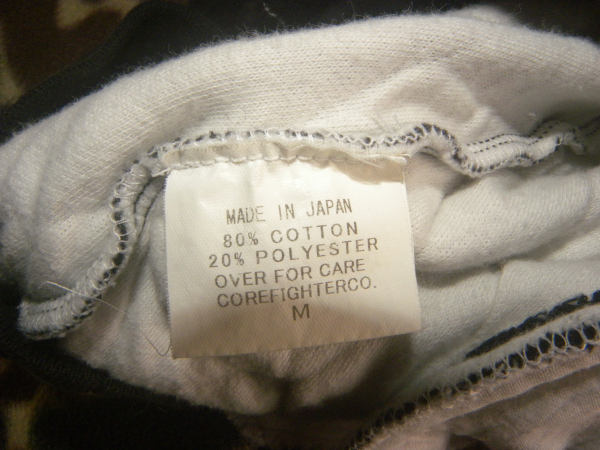 MADE IN JAPAN
80% COTTON
20% POLYESTER
OVER FOR CARE
COREFIGHTERCO.
M